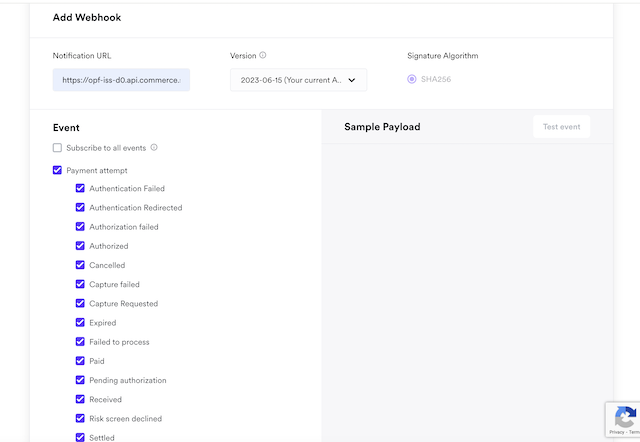 Add Webhook
Notification URL
Version
Signature Algorithm
https://opf-iss-d0.api.commerce.
2023-06-15 (Your current A..
SHA256
Event
Sample Payload
Test event
Subscribe to all events
Payment attempt
Authentication Failed
Authentication Redirected
Authorization failed
Authorized
Cancelled
Capture failed
Capture Requested
Expired
Failed to process
Paid
Pending authorization
Received
Risk screen declined
Settled
Privacy - Term